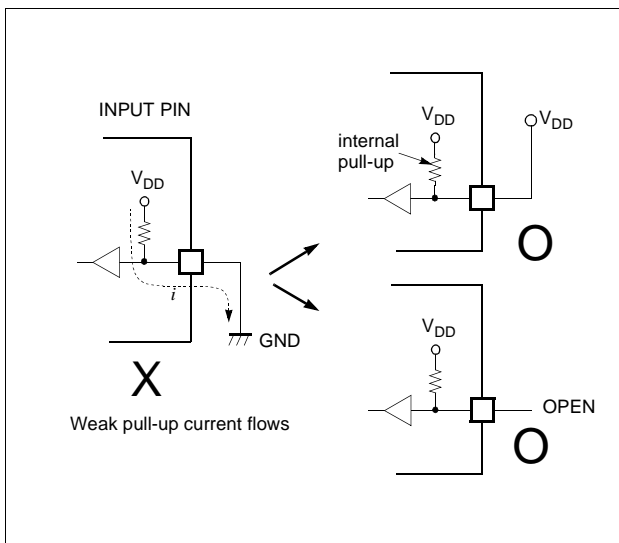 INPUT PIN
VDD
i
GND
X
Weak pull-up current flows
VDD
internal
pull-up
VDD
O
VDD
OPEN
O